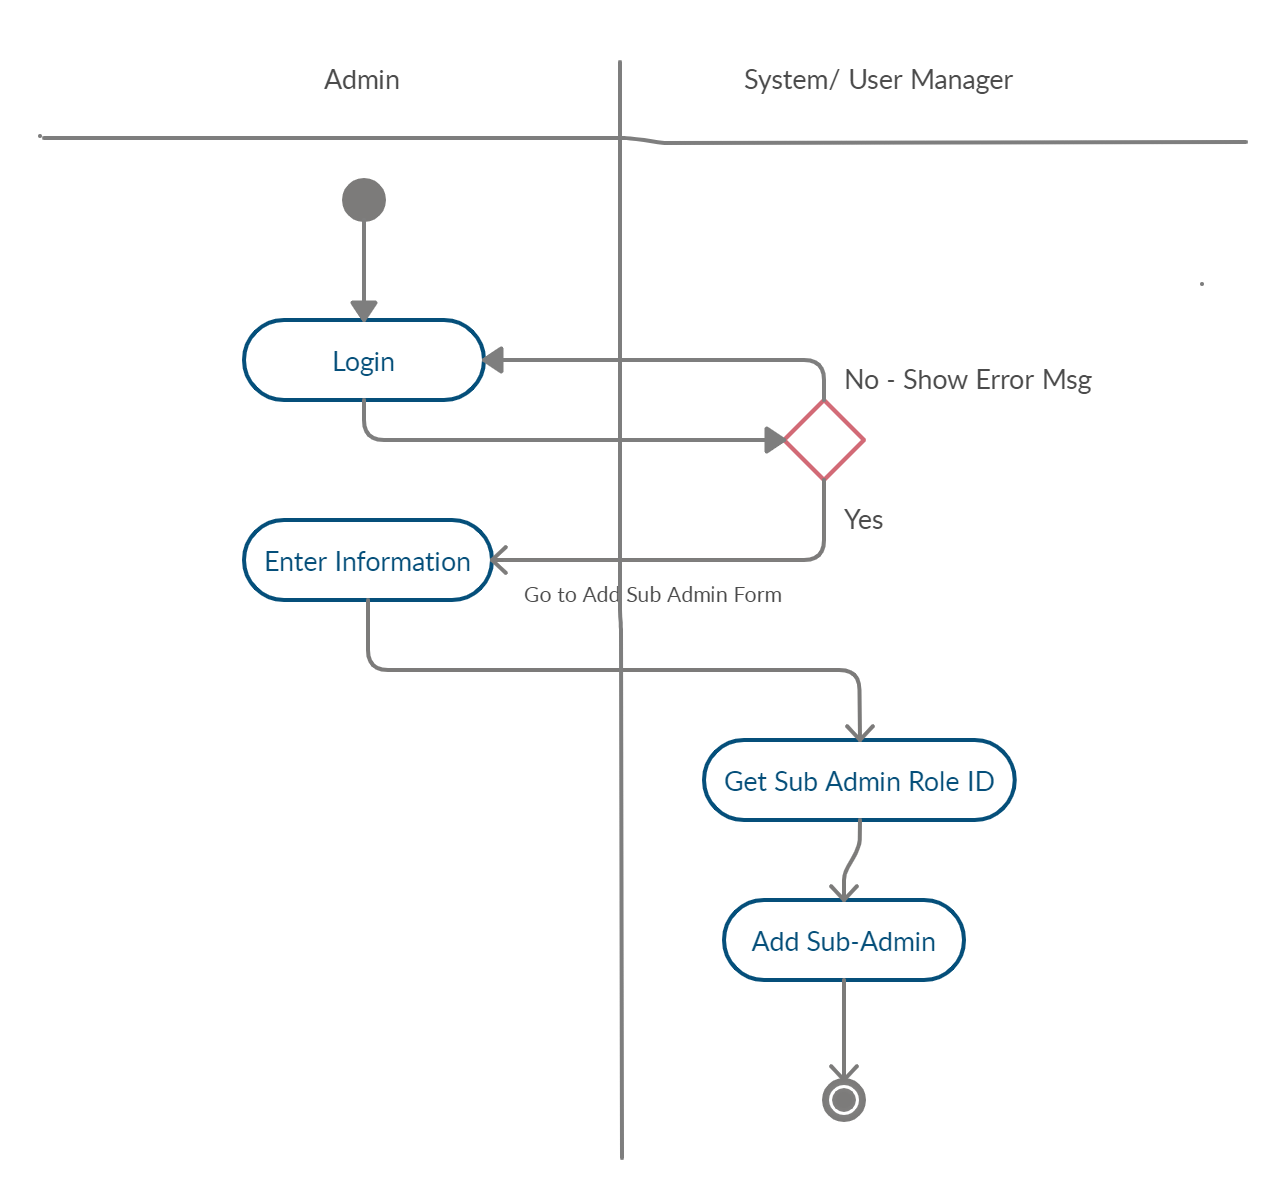 Admin
System/ User Manager
Login
No - Show Error Msg
Yes
Enter Information
Go to Add Sub Admin Form
Get Sub Admin Role ID
Add Sub-Admin